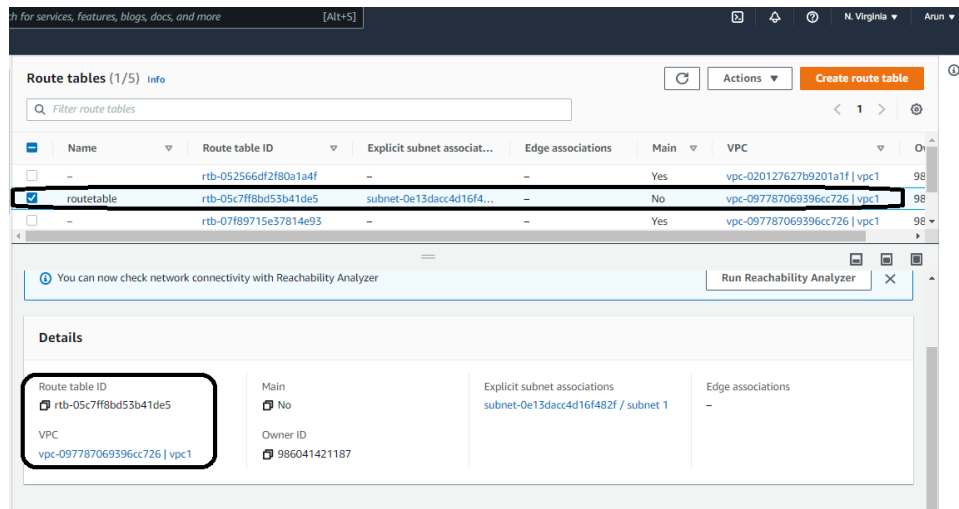 ch for services, features, blogs, docs, and more [Alt+S] N. Virginia ▼ Arun ▼
Route tables (1/5) Info Actions ▼ Create route table
Filter route tables < 1 >
Name Route table ID Explicit subnet associat... Edge associations Main VPC
– rtb-052566df2f80a1a4f – – Yes vpc-020127627b9201a1f | vpc1 98
routetable rtb-05c7ff8bd53b41de5 subnet-0e13dacc4d16f4... – No vpc-097787069396cc726 | vpc1 98
– rtb-07ff89715e37814e93 – – Yes vpc-097787069396cc726 | vpc1 98
You can now check network connectivity with Reachability Analyzer Run Reachability Analyzer
Details
Route table ID Main Explicit subnet associations Edge associations
rtb-05c7ff8bd53b41de5 No subnet-0e13dacc4d16f482f / subnet 1 –
VPC Owner ID
vpc-097787069396cc726 | vpc1 986041421187